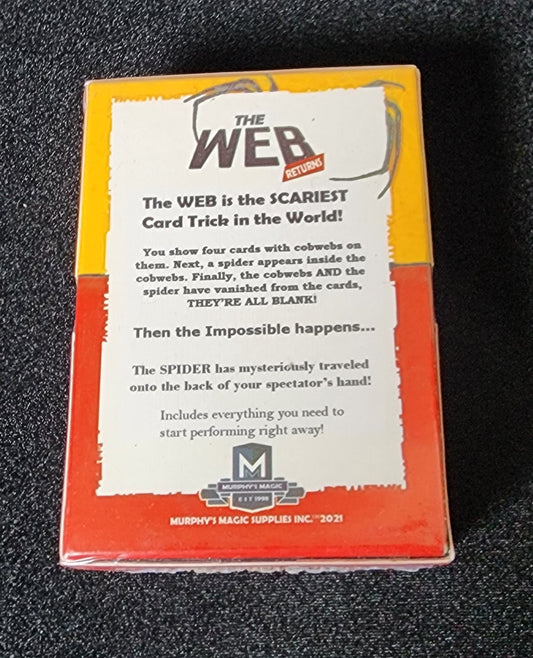 THE
WEB
RETURNS
The WEB is the SCARIEST
Card Trick in the World!
You show four cards with cobwebs on
them. Next, a spider appears inside the
cobwebs. Finally, the cobwebs AND the
spider have vanished from the cards,
THEY'RE ALL BLANK!
Then the Impossible happens...
The SPIDER has mysteriously traveled
onto the back of your spectator's hand!
Includes everything you need to
start performing right away!
M
MURPHY'S MAGIC
EST 1998
MURPHY'S MAGIC SUPPLIES INC.™2021